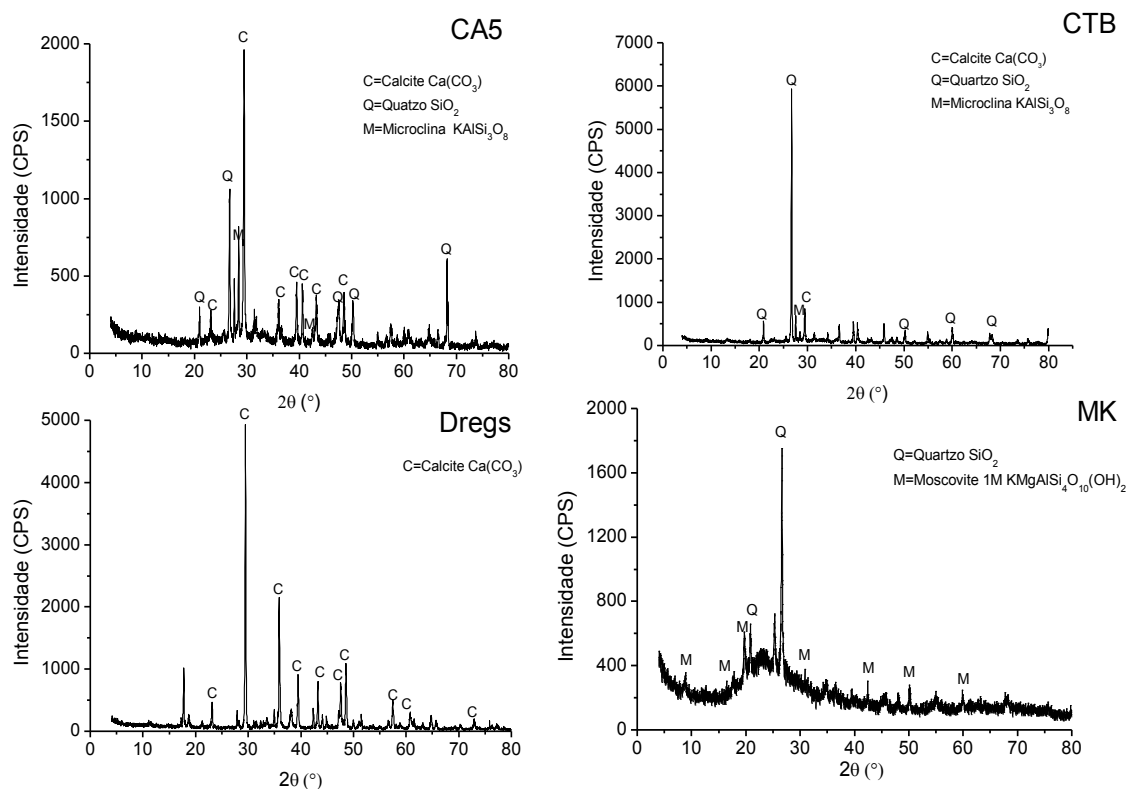 CA5
C=Calcite Ca(CO₃)
Q=Quatzo SiO₂
M=Microclina KAlSi₃O₈
Intensidade (CPS)
2000
1500
1000
500
0
C
Q
M
Q
C
C
C
C
M
C
Q
C
Q
Q
0 10 20 30 40 50 60 70 80
2θ (°)
CTB
C=Calcite Ca(CO₃)
Q=Quartzo SiO₂
M=Microclina KAlSi₃O₈
Intensidade (CPS)
7000
6000
5000
4000
3000
2000
1000
0
Q
Q
M
C
Q
Q
Q
0 10 20 30 40 50 60 70 80
2θ (°)
Dregs
C=Calcite Ca(CO₃)
Intensidade (CPS)
5000
4000
3000
2000
1000
0
C
C
C
C
C
C
C
C
C
C
0 10 20 30 40 50 60 70 80
2θ (°)
MK
Q=Quartzo SiO₂
M=Moscovite 1M KMgAlSi₄O₁₀(OH)₂
Intensidade (CPS)
2000
1600
1200
800
400
0
Q
M
M
M
Q
M
M
M
M
0 10 20 30 40 50 60 70 80
2θ (°)